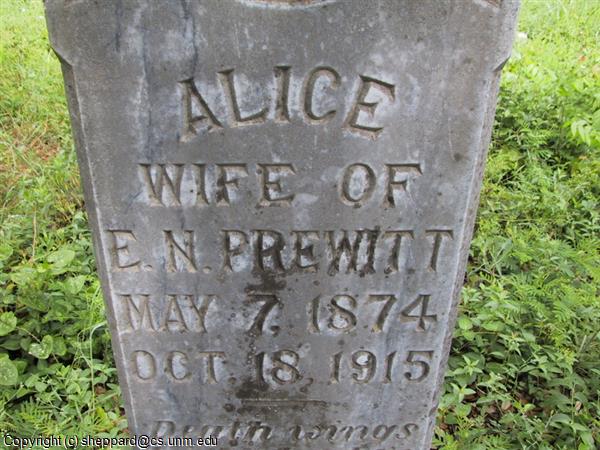 ALICE
WIFE OF
E. N. PREWITT
MAY 7, 1874
OCT. 18, 1915
Death wings
Copyright (c) sheppard@cs.unm.edu